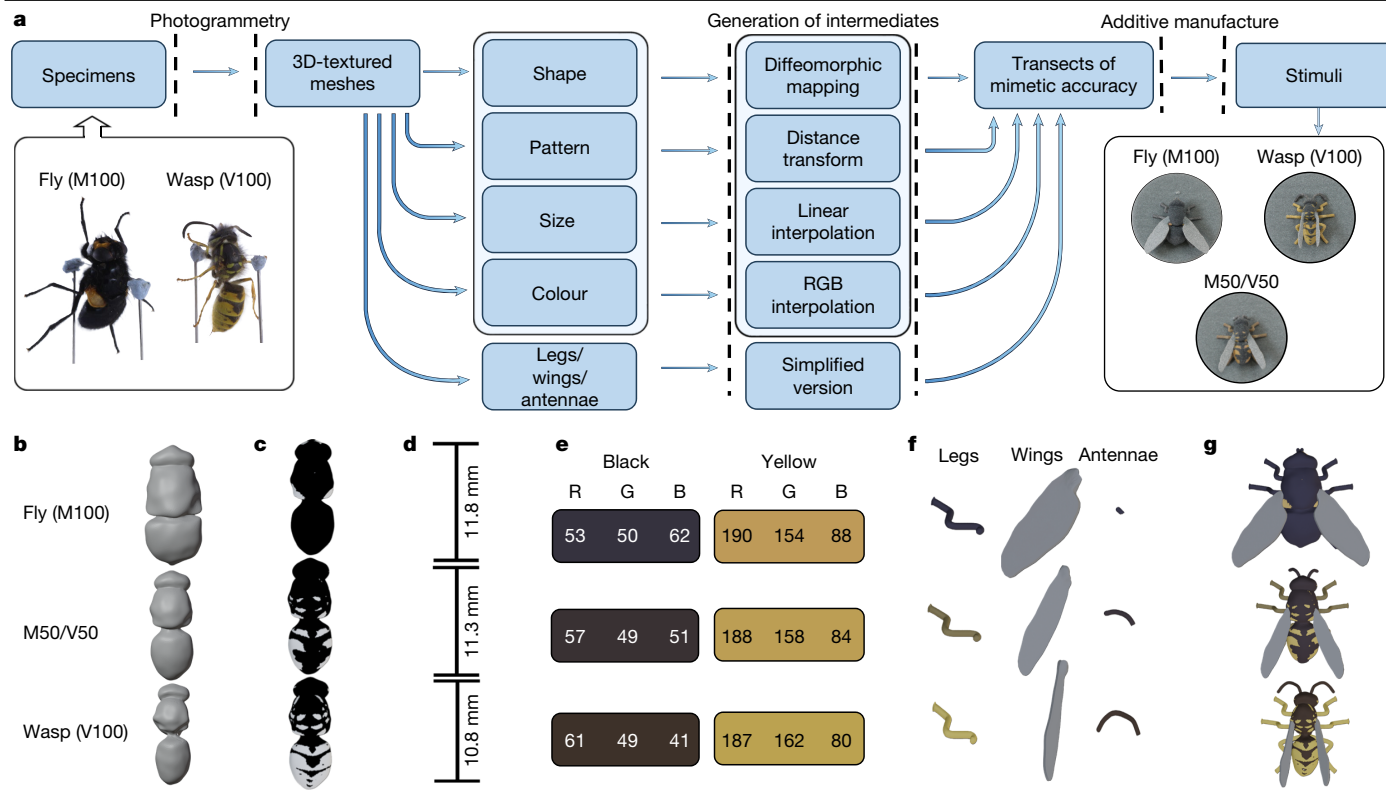 a
Photogrammetry
Generation of intermediates
Additive manufacture
Specimens
3D-textured
meshes
Shape
Diffeomorphic
mapping
Transects of
mimetic accuracy
Stimuli
Pattern
Distance
transform
Size
Linear
interpolation
Colour
RGB
interpolation
Legs/
wings/
antennae
Simplified
version
Fly (M100)
Wasp (V100)
Fly (M100)
Wasp (V100)
M50/V50
b
Fly (M100)
M50/V50
Wasp (V100)
c
d
11.8 mm
11.3 mm
10.8 mm
e
Black
Yellow
R G B
R G B
53 50 62
190 154 88
57 49 51
188 158 84
61 49 41
187 162 80
f
Legs
Wings
Antennae
g